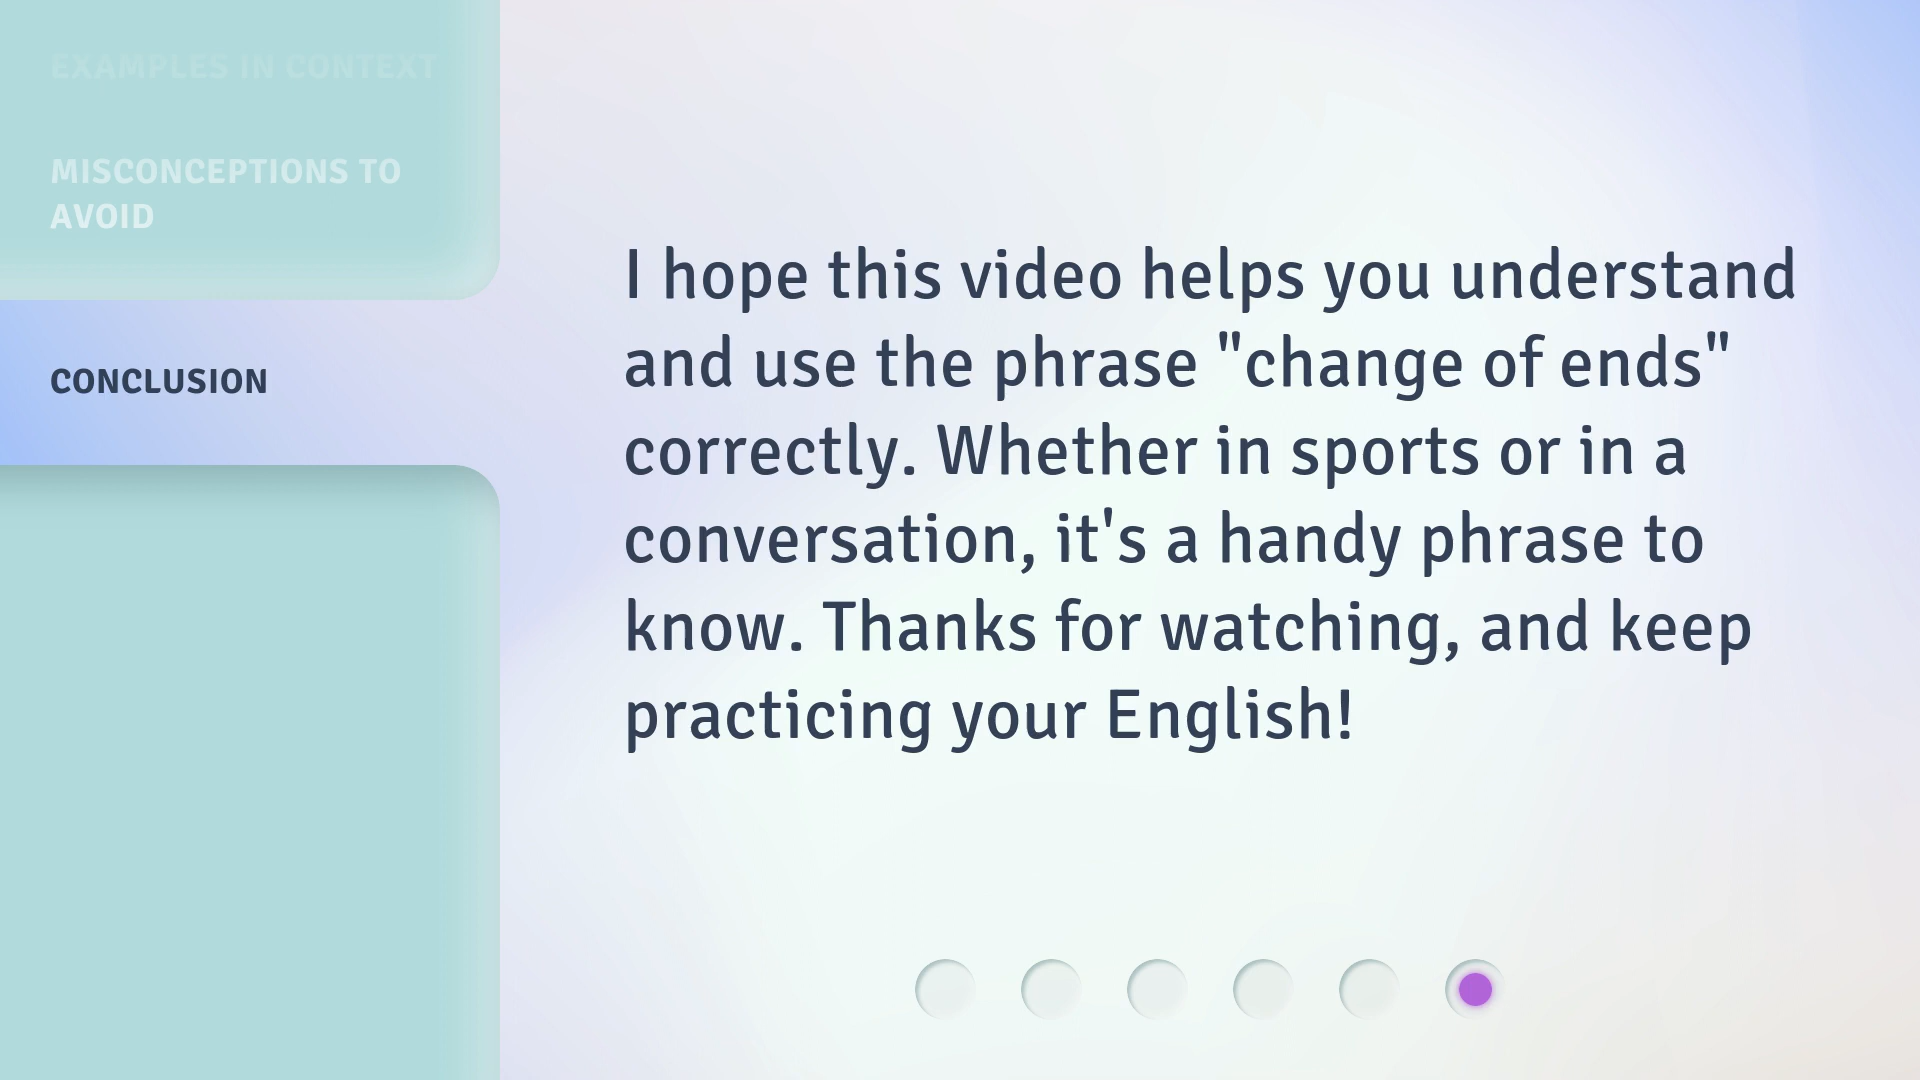 EXAMPLES IN CONTEXT
MISCONCEPTIONS TO
AVOID
CONCLUSION
I hope this video helps you understand
and use the phrase "change of ends"
correctly. Whether in sports or in a
conversation, it's a handy phrase to
know. Thanks for watching, and keep
practicing your English!